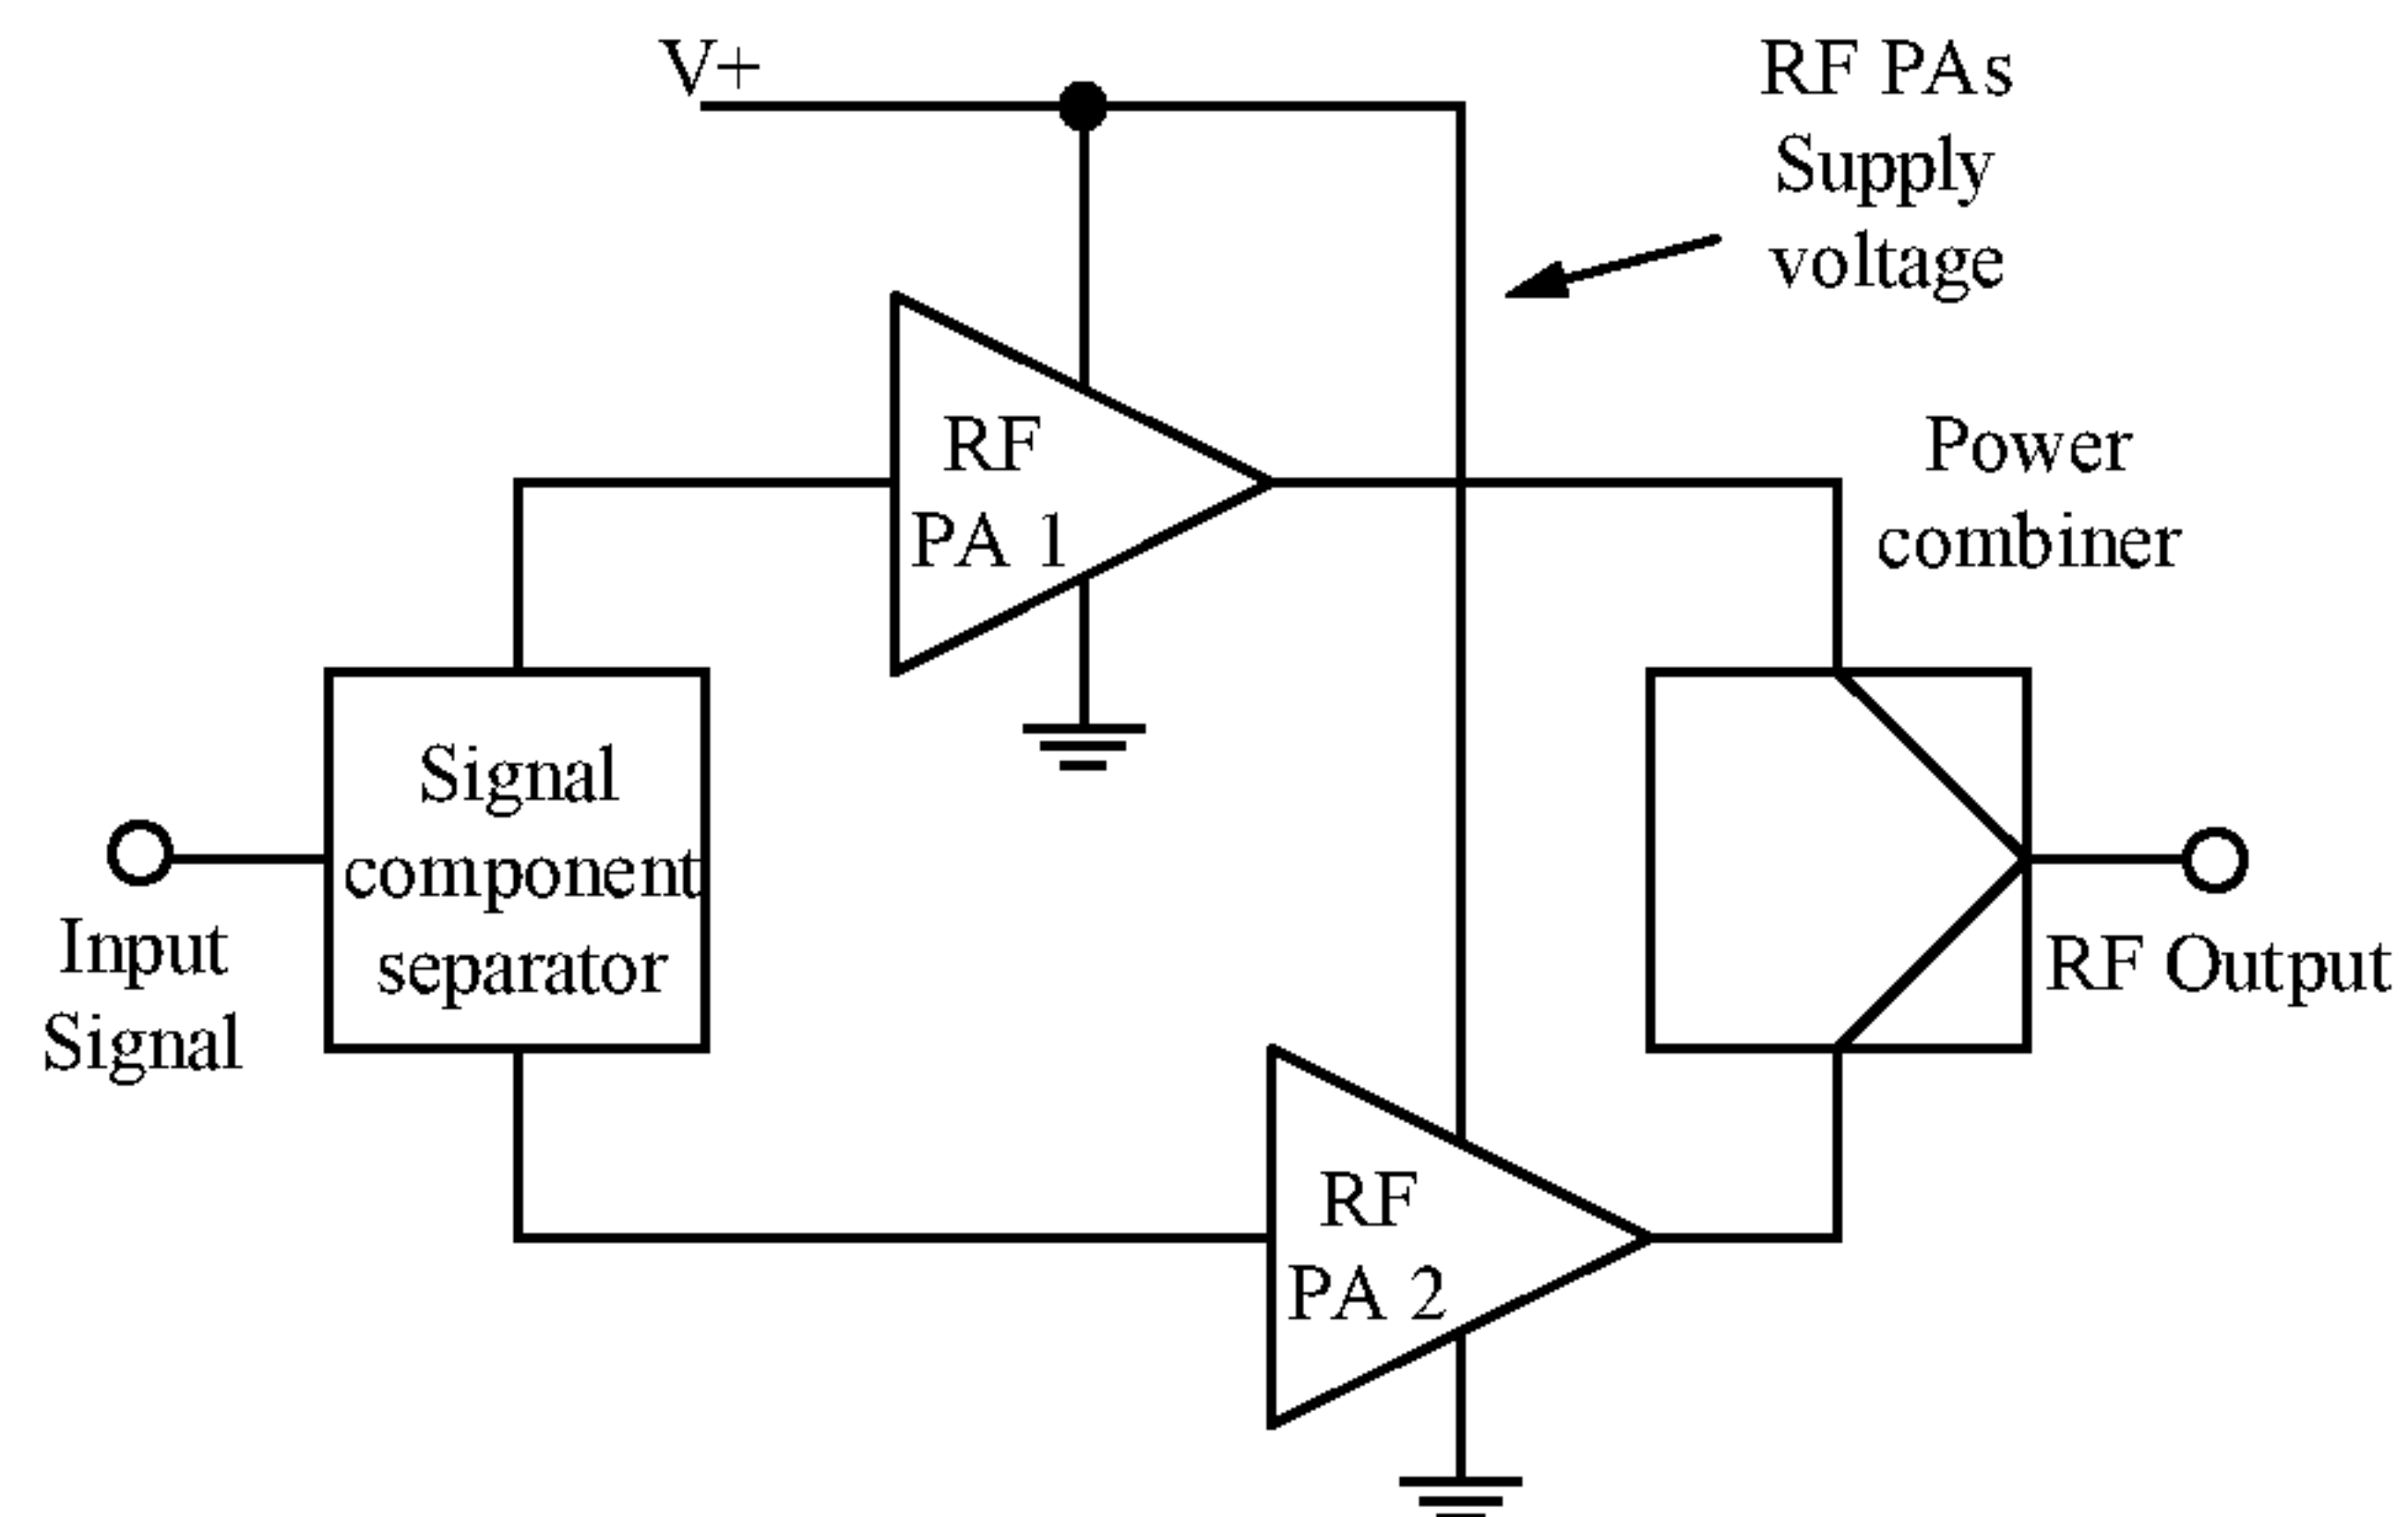 V+
RF PAs
Supply
voltage
RF
PA 1
Power
combiner
Signal
component
separator
Input
Signal
RF Output
RF
PA 2